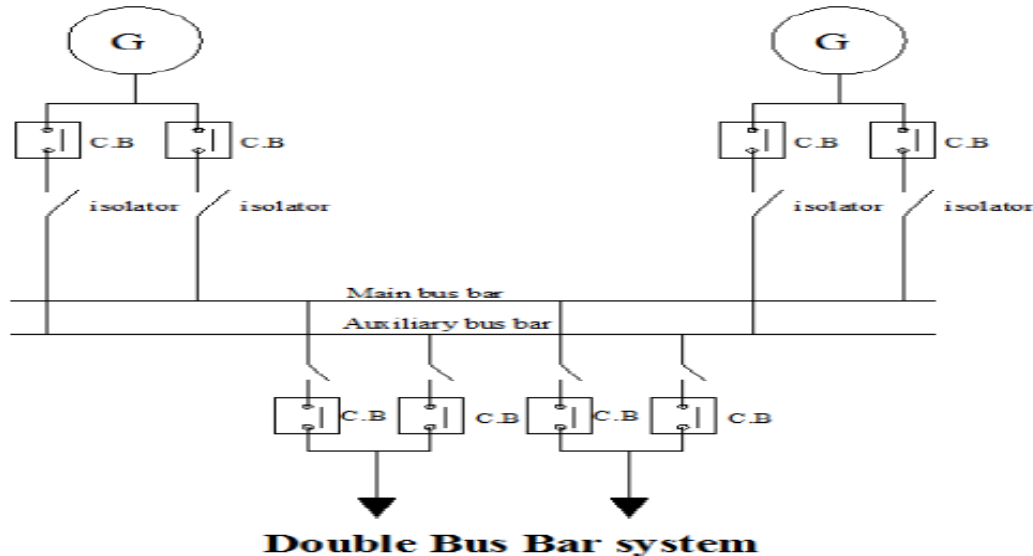 G G
C.B C.B C.B C.B
isolator isolator isolator isolator
Main bus bar
Auxiliary bus bar
C.B C.B C.B C.B
Double Bus Bar system